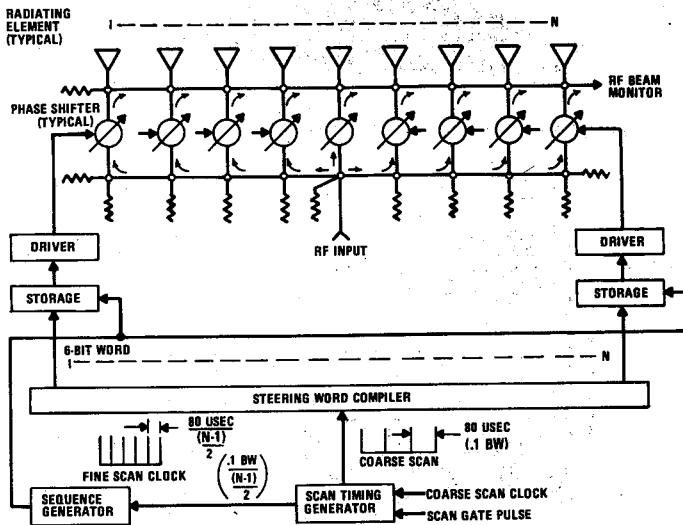 RADIATING
ELEMENT
(TYPICAL)
I
N
RF BEAM
MONITOR
PHASE SHIFTER
(TYPICAL)
RF INPUT
DRIVER
DRIVER
STORAGE
STORAGE
6-BIT WORD
I
N
STEERING WORD COMPILER
80 USEC
(N-1)
2
FINE SCAN CLOCK
80 USEC
(.1 BW)
COARSE SCAN
(.1 BW
(N-1)
2)
SEQUENCE
GENERATOR
SCAN TIMING
GENERATOR
COARSE SCAN CLOCK
SCAN GATE PULSE